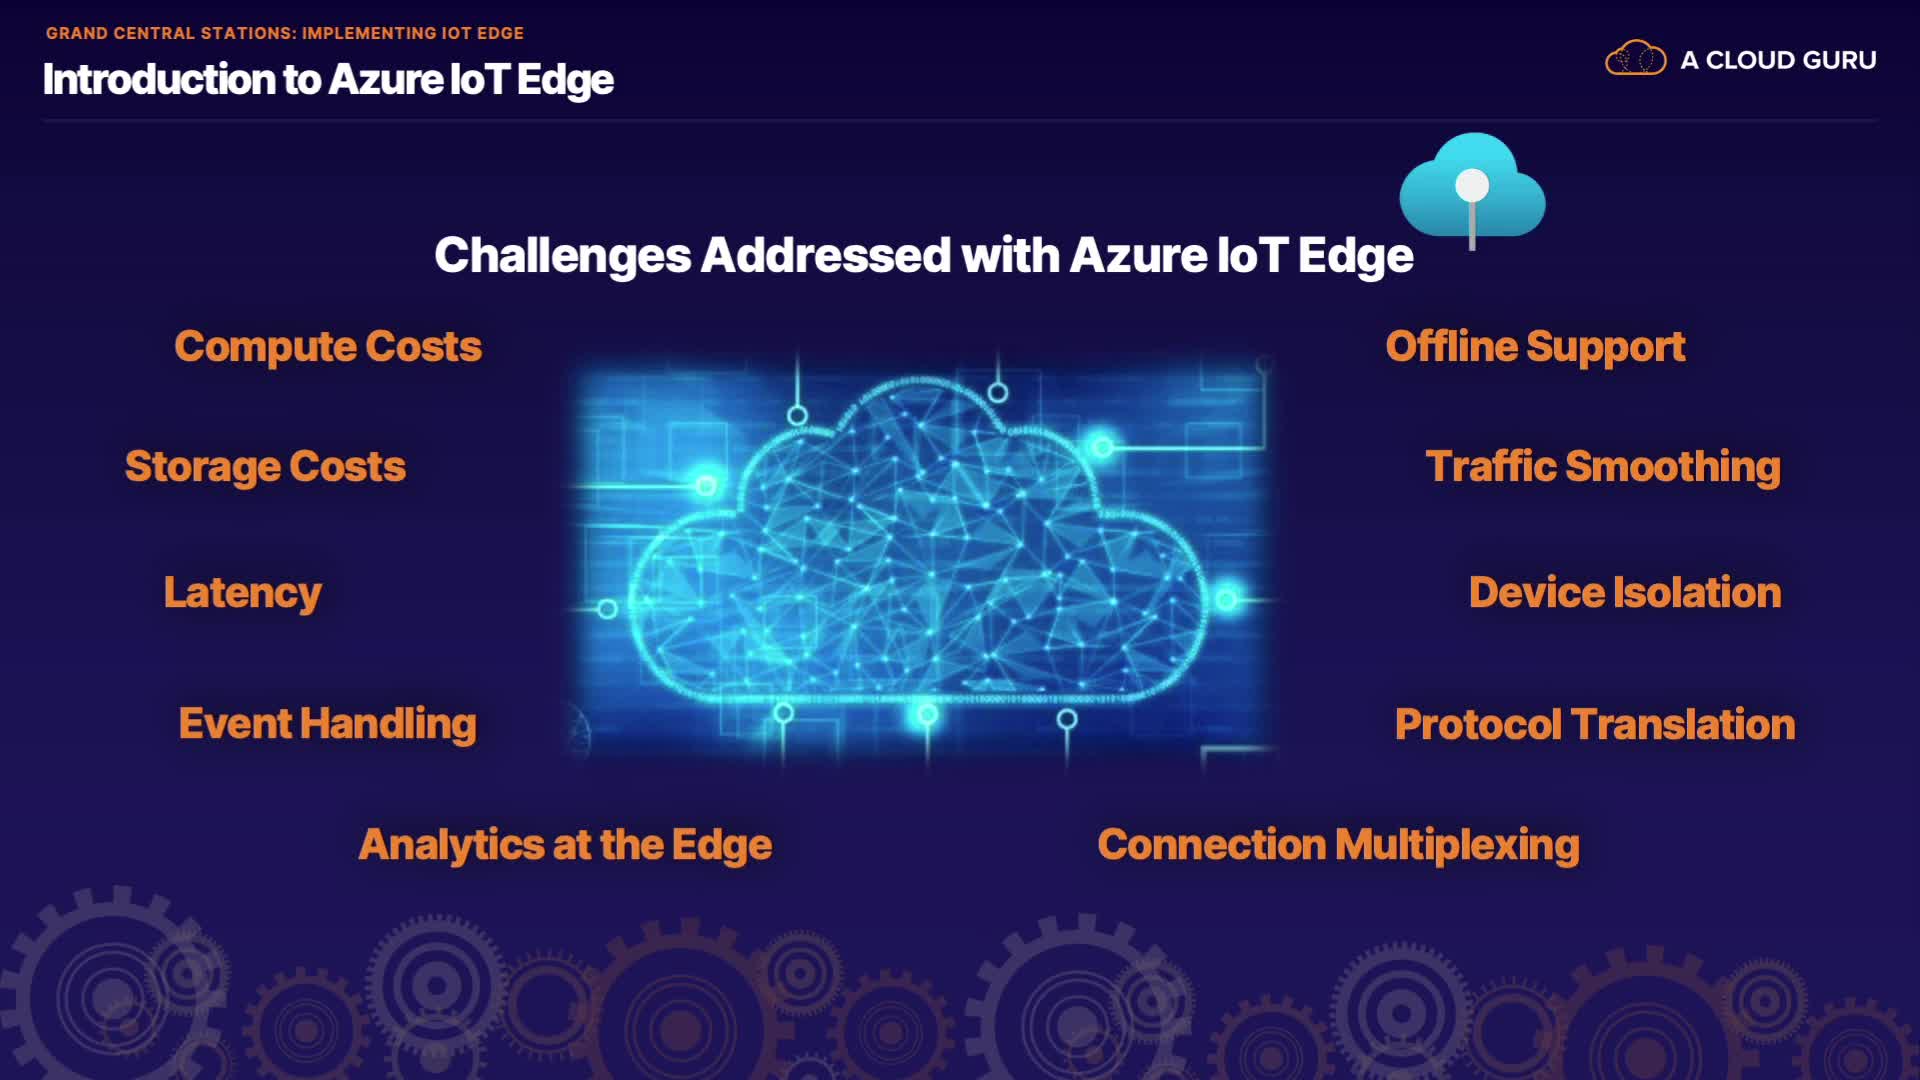 GRAND CENTRAL STATIONS: IMPLEMENTING IOT EDGE
Introduction to Azure IoT Edge
A CLOUD GURU
Challenges Addressed with Azure IoT Edge
Compute Costs
Storage Costs
Latency
Event Handling
Analytics at the Edge
Offline Support
Traffic Smoothing
Device Isolation
Protocol Translation
Connection Multiplexing